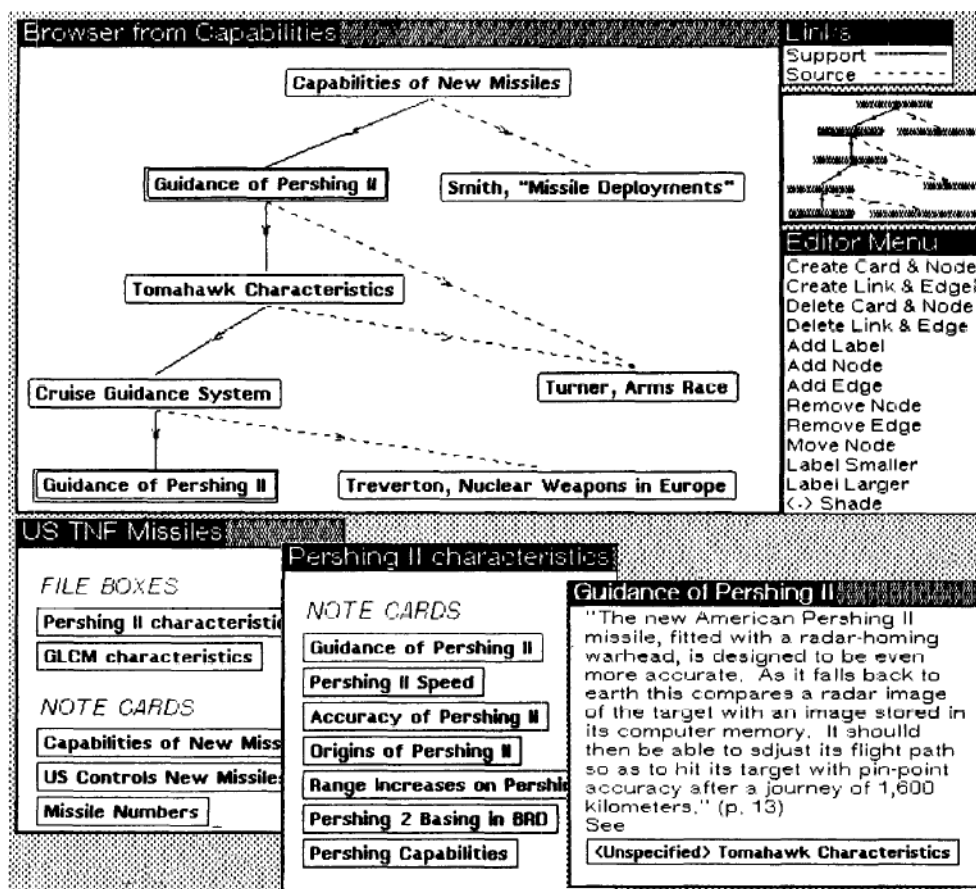 Browser from Capabilities
Capabilities of New Missiles
Guidance of Pershing II
Smith, "Missile Deployments"
Tomahawk Characteristics
Cruise Guidance System
Turner, Arms Race
Guidance of Pershing II
Treverton, Nuclear Weapons in Europe
Links
Support
Source
Editor Menu
Create Card & Node
Create Link & Edge
Delete Card & Node
Delete Link & Edge
Add Label
Add Node
Add Edge
Remove Node
Remove Edge
Move Node
Label Smaller
Label Larger
<-> Shade
US TNF Missiles
FILE BOXES
Pershing II characteristic
GLCM characteristics
NOTE CARDS
Capabilities of New Miss
US Controls New Missiles
Missile Numbers
Pershing II characteristics
NOTE CARDS
Guidance of Pershing II
Pershing II Speed
Accuracy of Pershing II
Origins of Pershing II
Range Increases on Pershin
Pershing 2 Basing in BRD
Pershing Capabilities
Guidance of Pershing II
"The new American Pershing II
missile, fitted with a radar-homing
warhead, is designed to be even
more accurate. As it falls back to
earth this compares a radar image
of the target with an image stored in
its computer memory. It shoulld
then be able to sdjust its flight path
so as to hit its target with pin-point
accuracy after a journey of 1,600
kilometers." (p. 13)
See
<Unspecified> Tomahawk Characteristics